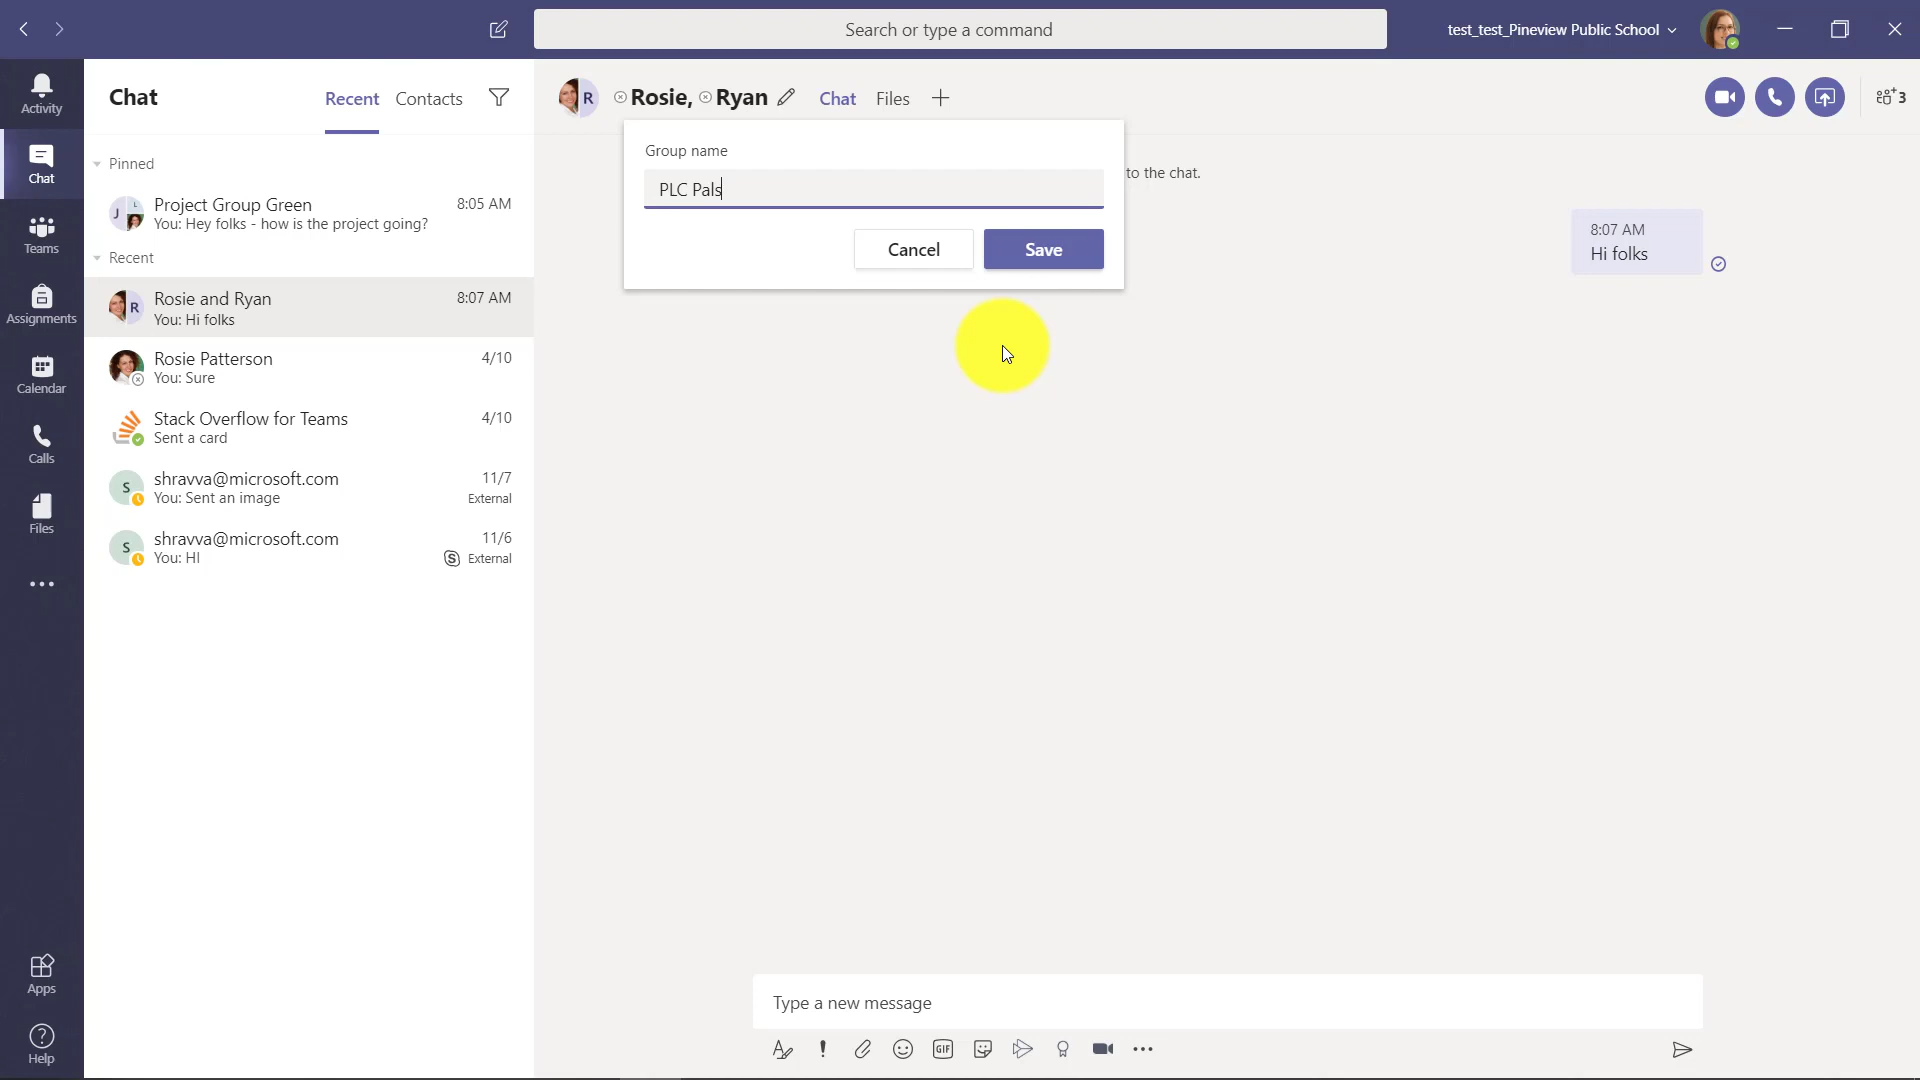 Search or type a command
test_test_Pineview Public School
Activity
Chat
Teams
Assignments
Calendar
Calls
Files
Apps
Help
Chat
Recent
Contacts
Pinned
Project Group Green
8:05 AM
You: Hey folks - how is the project going?
Recent
Rosie and Ryan
8:07 AM
You: Hi folks
Rosie Patterson
4/10
You: Sure
Stack Overflow for Teams
4/10
Sent a card
S
shravva@microsoft.com
11/7
You: Sent an image
External
S
shravva@microsoft.com
11/6
You: HI
External
R
Rosie, Ryan
Chat
Files
3
Group name
PLC Pals
Cancel
Save
to the chat.
8:07 AM
Hi folks
Type a new message
GIF
J
L
R
S